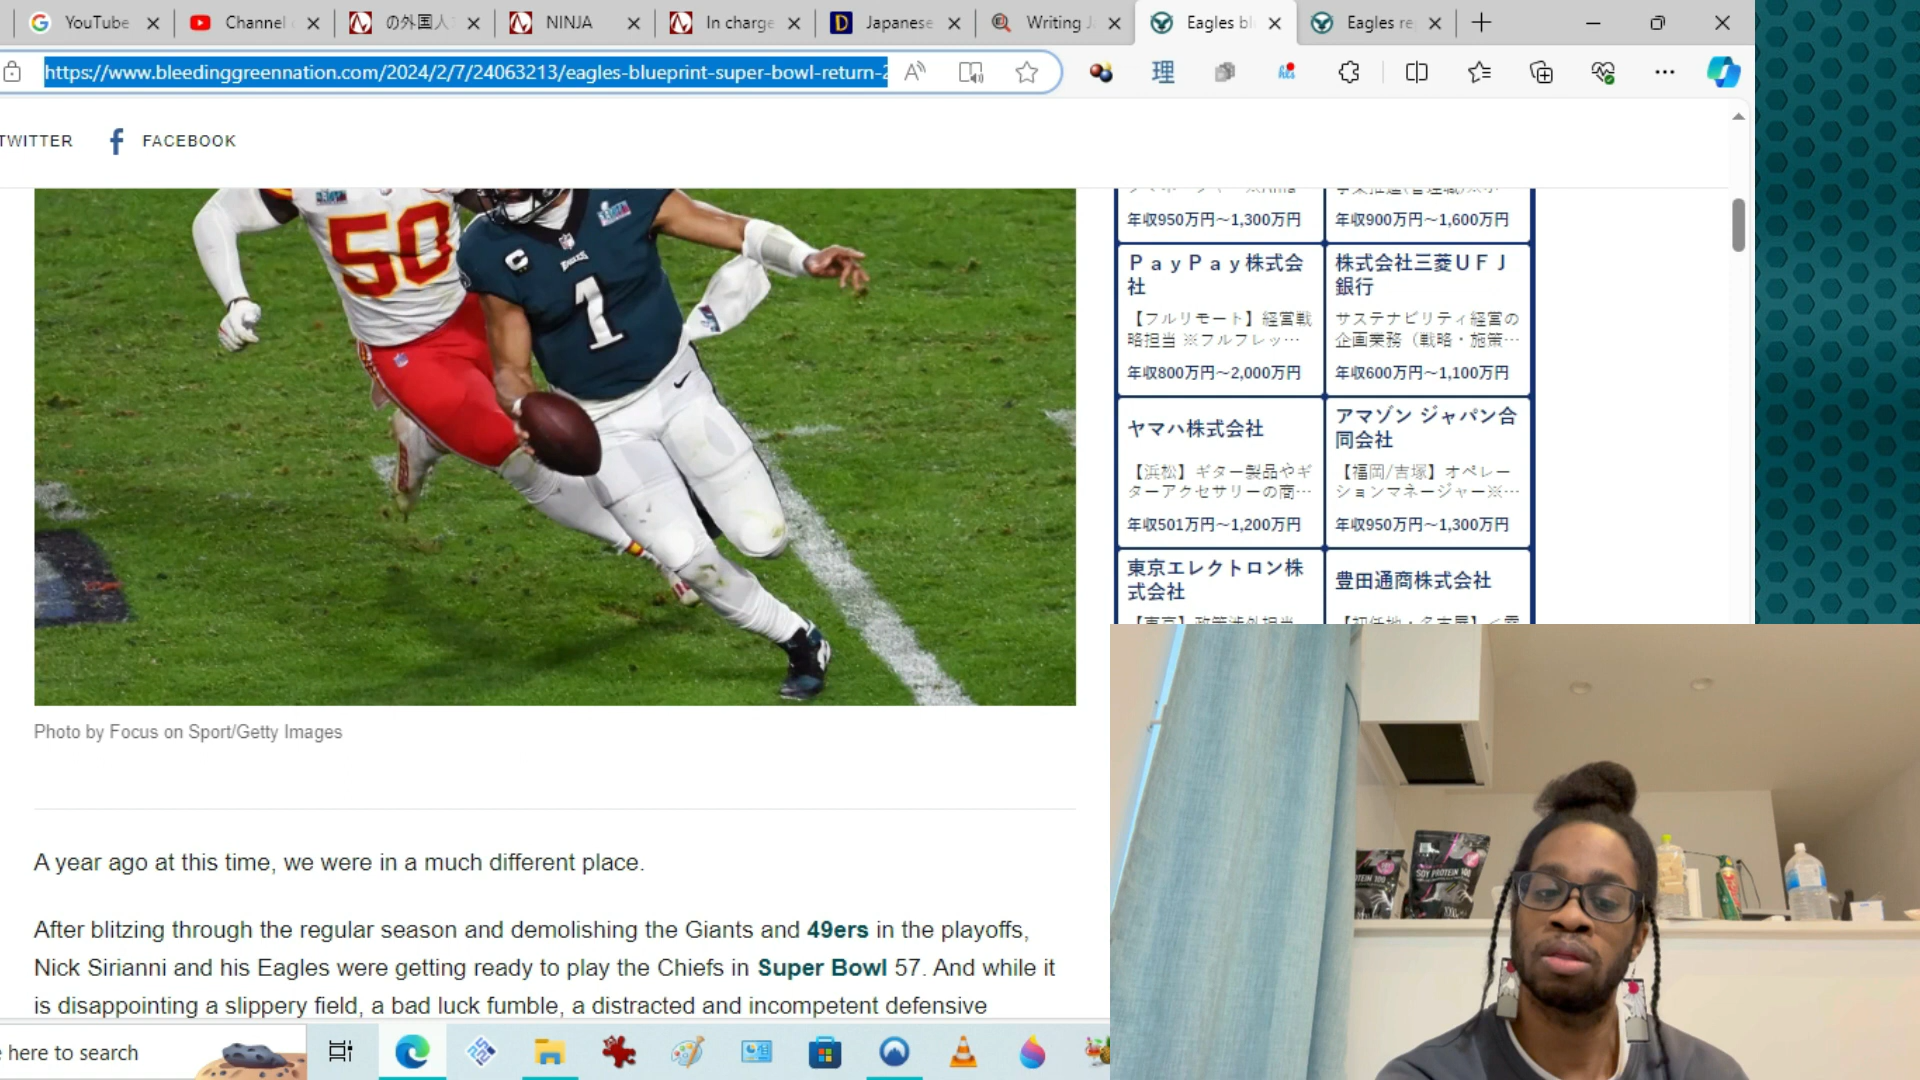 YouTube
Channel
の外国人
NINJA
In charge
Japanese
Writing J
Eagles bl
Eagles re
https://www.bleedinggreennation.com/2024/2/7/24063213/eagles-blueprint-super-bowl-return-2
理
TWITTER
FACEBOOK
50
EAGLES
C
1
Photo by Focus on Sport/Getty Images
A year ago at this time, we were in a much different place.
After blitzing through the regular season and demolishing the Giants and 49ers in the playoffs,
Nick Sirianni and his Eagles were getting ready to play the Chiefs in Super Bowl 57. And while it
is disappointing a slippery field, a bad luck fumble, a distracted and incompetent defensive
年収950万円～1,300万円
年収900万円～1,600万円
ＰａｙＰａｙ株式会
社
【フルリモート】経営戦
略担当 ※フルフレッ…
年収800万円～2,000万円
株式会社三菱ＵＦＪ
銀行
サステナビリティ経営の
企画業務（戦略・施策…
年収600万円～1,100万円
ヤマハ株式会社
【浜松】ギター製品やギ
ターアクセサリーの商…
年収501万円～1,200万円
アマゾン ジャパン合
同会社
【福岡/吉塚】オペレー
ションマネージャー※…
年収950万円～1,300万円
東京エレクトロン株
式会社
豊田通商株式会社
SOY PROTEIN 100
here to search